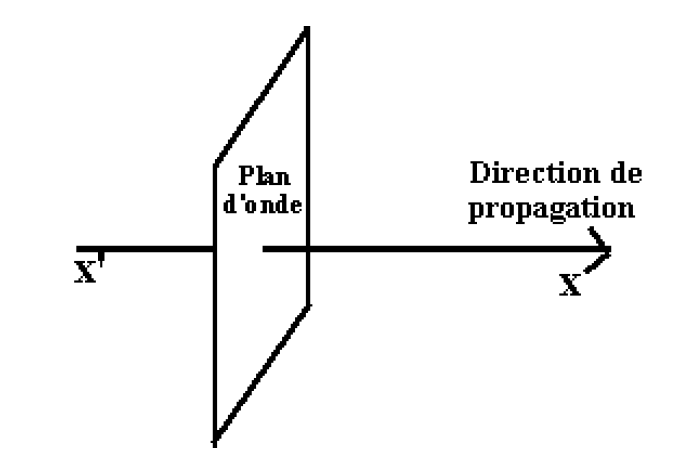 Plan
d'onde
Direction de
propagation
X'
X